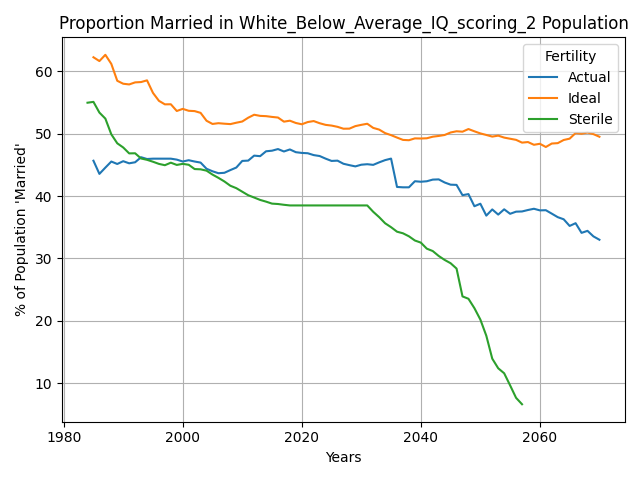 Proportion Married in White_Below_Average_IQ_scoring_2 Population
% of Population 'Married'
60
50
40
30
20
10
1980
2000
2020
2040
2060
Years
Fertility
Actual
Ideal
Sterile